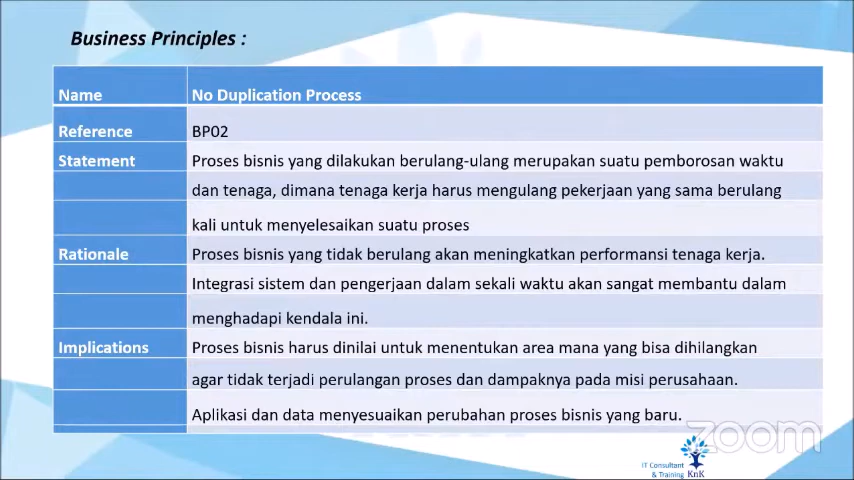 Business Principles :
Name No Duplication Process
Reference BP02
Statement Proses bisnis yang dilakukan berulang-ulang merupakan suatu pemborosan waktu
dan tenaga, dimana tenaga kerja harus mengulang pekerjaan yang sama berulang
kali untuk menyelesaikan suatu proses
Rationale Proses bisnis yang tidak berulang akan meningkatkan performansi tenaga kerja.
Integrasi sistem dan pengerjaan dalam sekali waktu akan sangat membantu dalam
menghadapi kendala ini.
Implications Proses bisnis harus dinilai untuk menentukan area mana yang bisa dihilangkan
agar tidak terjadi perulangan proses dan dampaknya pada misi perusahaan.
Aplikasi dan data menyesuaikan perubahan proses bisnis yang baru.
zoom
IT Consultant
& Training KnK